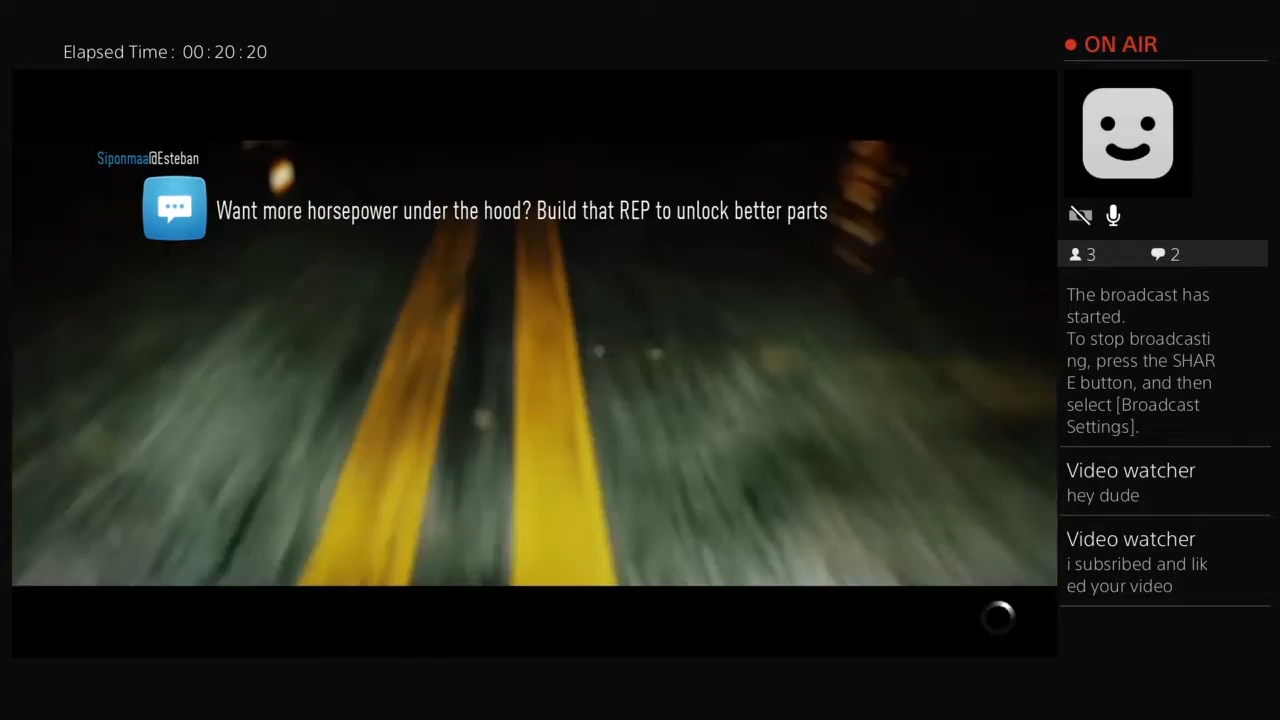 Elapsed Time: 00:20:20
ON AIR
Siponmaa@Esteban
Want more horsepower under the hood? Build that REP to unlock better parts
3 2
The broadcast has
started.
To stop broadcasti
ng, press the SHAR
E button, and then
select [Broadcast
Settings].
Video watcher
hey dude
Video watcher
i subsribed and lik
ed your video